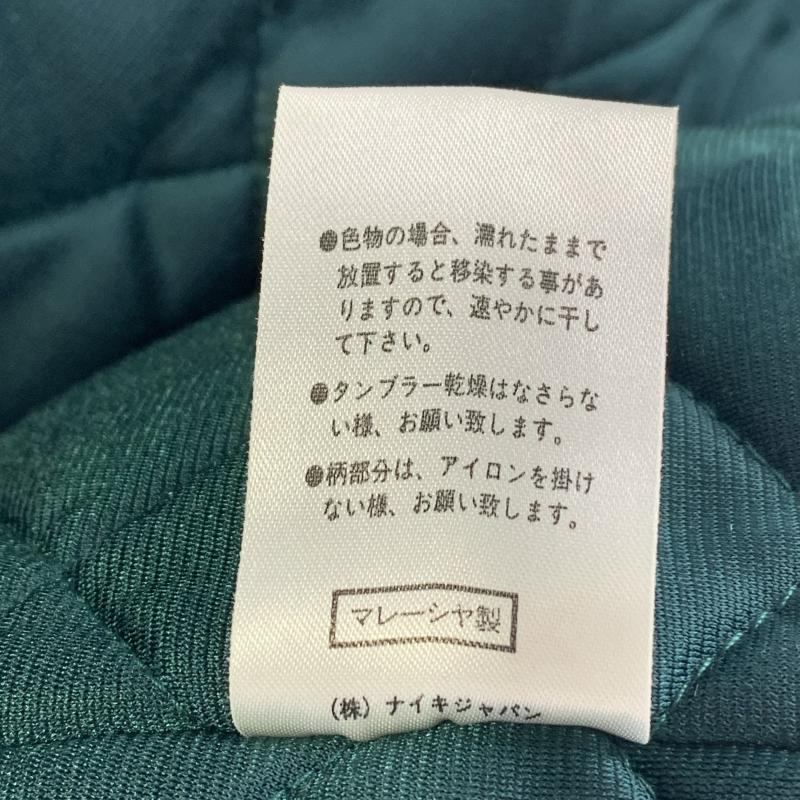 ●色物の場合、濡れたままで
放置すると移染する事があ
りますので、速やかに干し
て下さい。
●タンブラー乾燥はなさらな
い様、お願い致します。
●柄部分は、アイロンを掛け
ない様、お願い致します。
マレーシヤ製
(株) ナイキジャパン